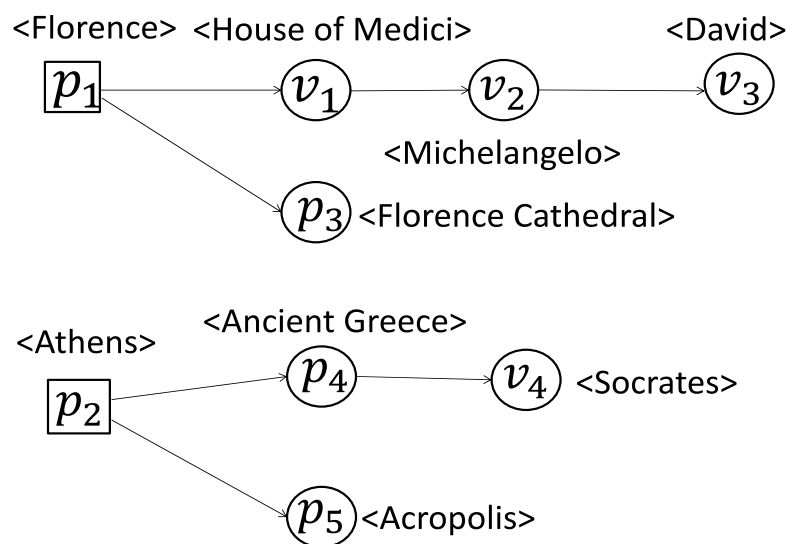 <Florence> <House of Medici> <David>
p₁ v₁ v₂ v₃
<Michelangelo>
p₃ <Florence Cathedral>
<Ancient Greece>
<Athens>
p₂ p₄ v₄ <Socrates>
p₅ <Acropolis>